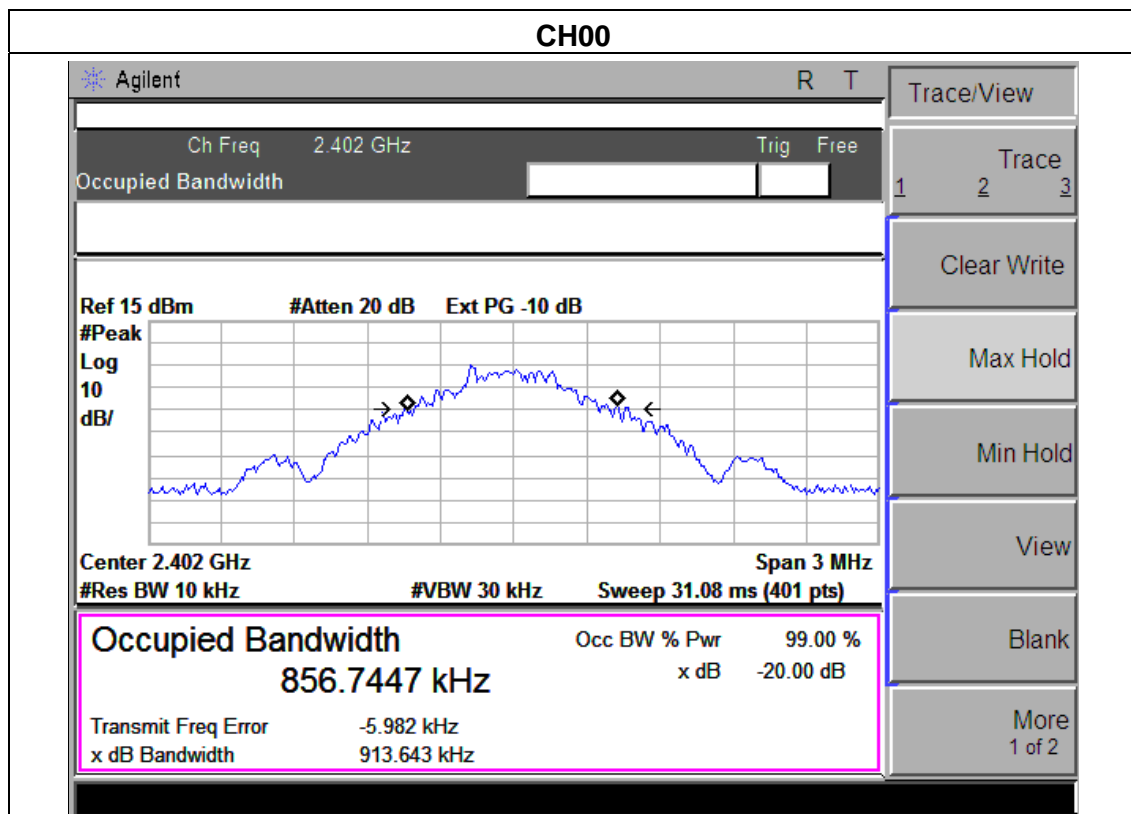 CH00
Agilent R T
Ch Freq 2.402 GHz Trig Free
Occupied Bandwidth
Ref 15 dBm #Atten 20 dB Ext PG -10 dB
#Peak
Log
10
dB/
Center 2.402 GHz Span 3 MHz
#Res BW 10 kHz #VBW 30 kHz Sweep 31.08 ms (401 pts)
Occupied Bandwidth Occ BW % Pwr 99.00 %
856.7447 kHz x dB -20.00 dB
Transmit Freq Error -5.982 kHz
x dB Bandwidth 913.643 kHz
Trace/View
Trace
1 2 3
Clear Write
Max Hold
Min Hold
View
Blank
More
1 of 2